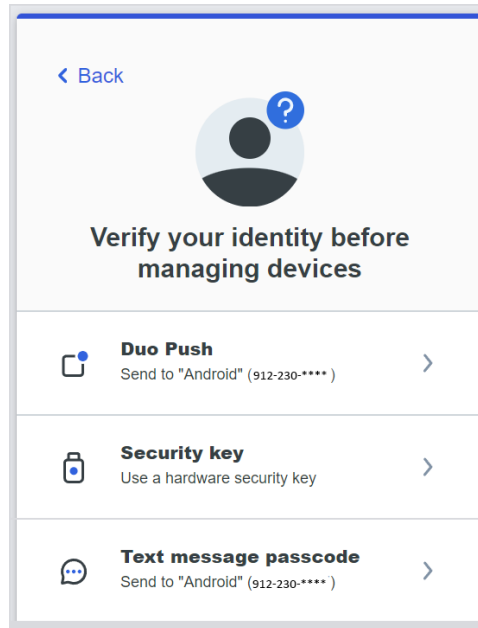 Back
?
Verify your identity before
managing devices
Duo Push
Send to "Android" (912-230-****)
Security key
Use a hardware security key
Text message passcode
Send to "Android" (912-230-****)